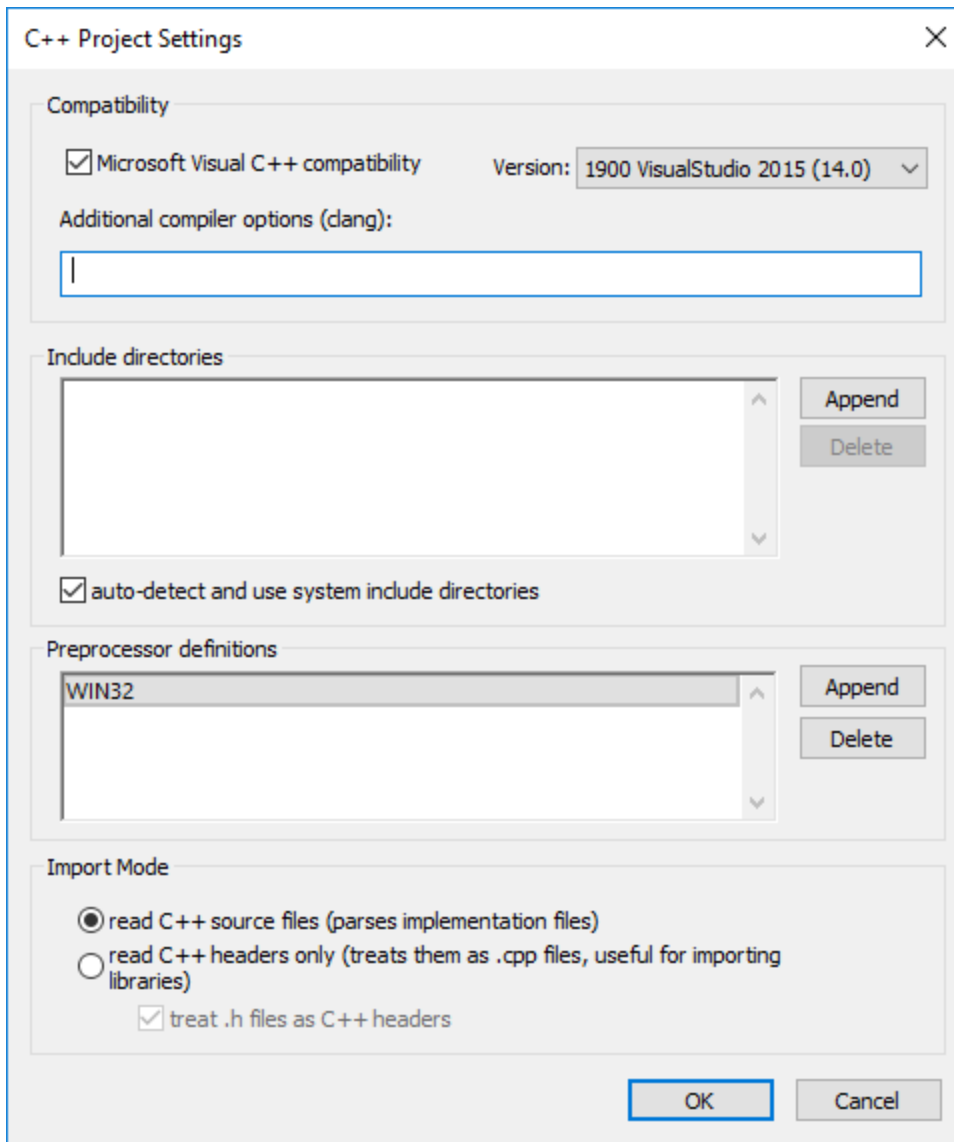 C++ Project Settings
Compatibility
Microsoft Visual C++ compatibility
Version: 1900 VisualStudio 2015 (14.0)
Additional compiler options (clang):
Include directories
Append
Delete
auto-detect and use system include directories
Preprocessor definitions
WIN32
Append
Delete
Import Mode
read C++ source files (parses implementation files)
read C++ headers only (treats them as .cpp files, useful for importing
libraries)
treat .h files as C++ headers
OK
Cancel